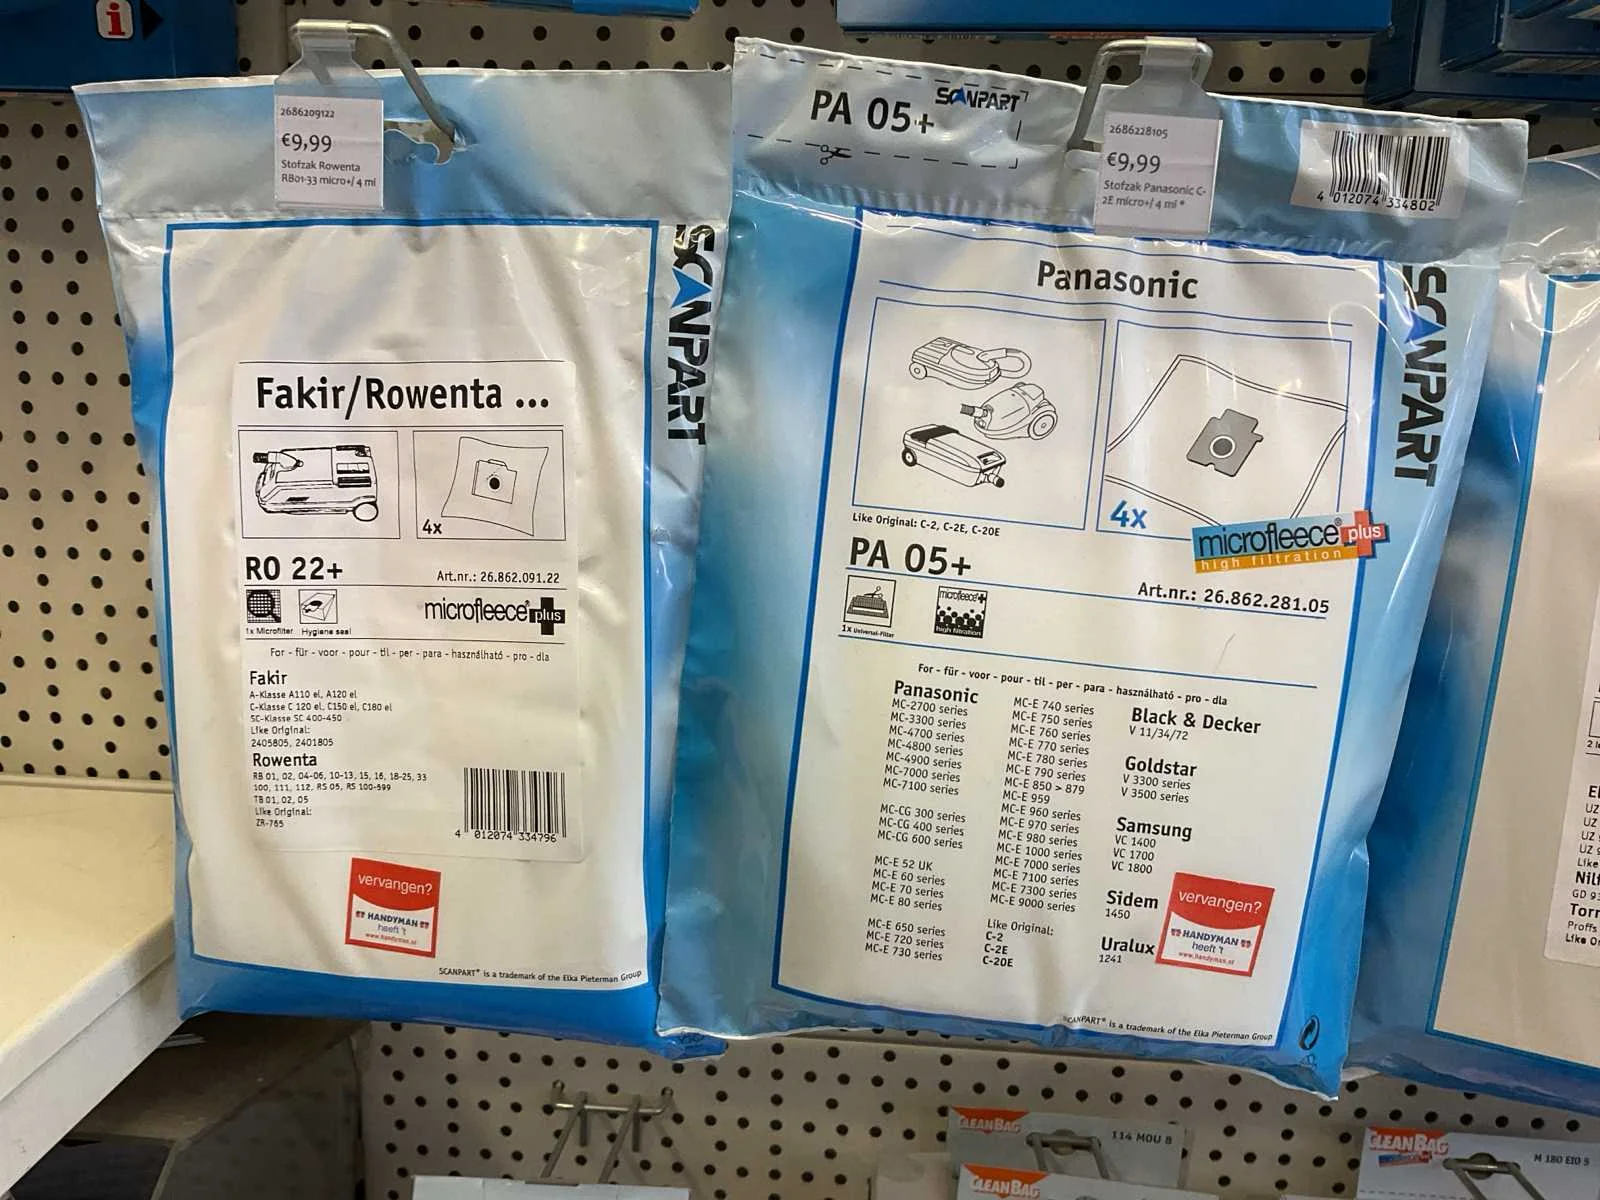 i
2686209122
€9,99
Stofzak Rowenta
RB01-33 micro+/ 4 mi
SCANPART
Fakir/Rowenta ...
4x
RO 22+
Art.nr.: 26.862.091.22
1x Microfilter
Hygiene seal
microfleece plus
For - für - voor - pour - til - per - para - használható - pro - dla
Fakir
A-Klasse A110 el, A120 el
C-Klasse C 120 el, C150 el, C180 el
SC-Klasse SC 400-450
Like Original:
2405805, 2401805
Rowenta
RB 01, 02, 04-06, 10-13, 15, 16, 18-25, 33
100, 111, 112, RS 05, RS 100-599
TB 01, 02, 05
Like Original:
ZR-765
4 012074 334796
vervangen?
HANDYMAN
heeft 't
www.handyman.nl
SCANPART® is a trademark of the Elka Pieterman Group
PA 05+
SCANPART
2686228105
€9,99
Stofzak Panasonic C-
2E micro+/ 4 mi *
4 012074 334802
SCANPART
Panasonic
4x
Like Original: C-2, C-2E, C-20E
microfleece plus
high filtration
PA 05+
Art.nr.: 26.862.281.05
1x Universal-Filter
microfleece+
high filtration
For - für - voor - pour - til - per - para - használható - pro - dla
Panasonic
MC-2700 series
MC-3300 series
MC-4700 series
MC-4800 series
MC-4900 series
MC-7000 series
MC-7100 series
MC-CG 300 series
MC-CG 400 series
MC-CG 600 series
MC-E 52 UK
MC-E 60 series
MC-E 70 series
MC-E 80 series
MC-E 650 series
MC-E 720 series
MC-E 730 series
MC-E 740 series
MC-E 750 series
MC-E 760 series
MC-E 770 series
MC-E 780 series
MC-E 790 series
MC-E 850 > 879
MC-E 959
MC-E 960 series
MC-E 970 series
MC-E 980 series
MC-E 1000 series
MC-E 7000 series
MC-E 7100 series
MC-E 7300 series
MC-E 9000 series
Like Original:
C-2
C-2E
C-20E
Black & Decker
V 11/34/72
Goldstar
V 3300 series
V 3500 series
Samsung
VC 1400
VC 1700
VC 1800
Sidem
1450
Uralux
1241
vervangen?
HANDYMAN
heeft 't
www.handyman.nl
SCANPART® is a trademark of the Elka Pieterman Group
UZ
UZ
Like
GD 93
Proffs
CLEANBAG
114 MOU 8
CLEANBAG
CLEANBAG
M 180 EIO 5